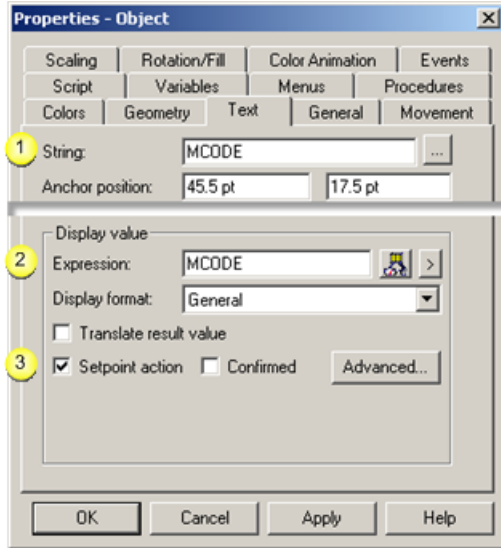 Properties - Object
Scaling Rotation/Fill Color Animation Events
Script Variables Menus Procedures
Colors Geometry Text General Movement
1 String: MCODE ...
Anchor position: 45.5 pt 17.5 pt
Display value
2 Expression: MCODE >
Display format: General
Translate result value
3 Setpoint action Confirmed Advanced...
OK Cancel Apply Help